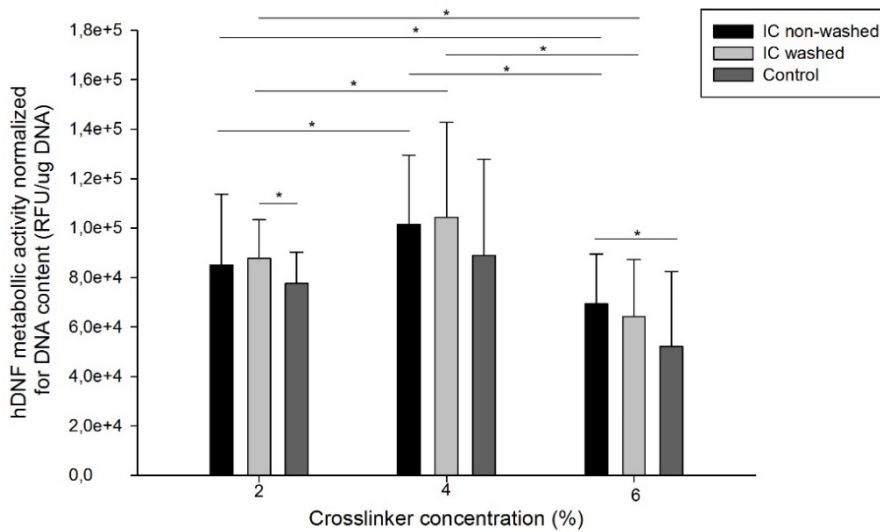 hDNF metabollic activity normalized
for DNA content (RFU/ug DNA)
1,8e+5
1,6e+5
1,4e+5
1,2e+5
1,0e+5
8,0e+4
6,0e+4
4,0e+4
2,0e+4
0,0
*
*
*
*
*
*
*
*
IC non-washed
IC washed
Control
2
4
6
Crosslinker concentration (%)